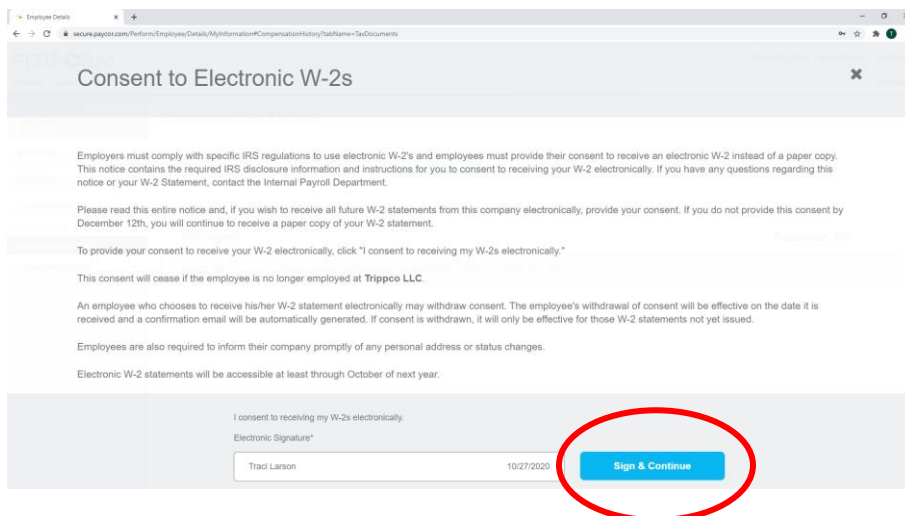 Employee Details
secure.paycor.com/Perform/Employee/Details/MyInformation#CompensationHistory?tabName=TaxDocuments
PERFORM
Consent to Electronic W-2s
Employers must comply with specific IRS regulations to use electronic W-2's and employees must provide their consent to receive an electronic W-2 instead of a paper copy.
This notice contains the required IRS disclosure information and instructions for you to consent to receiving your W-2 electronically. If you have any questions regarding this
notice or your W-2 Statement, contact the Internal Payroll Department.
Please read this entire notice and, if you wish to receive all future W-2 statements from this company electronically, provide your consent. If you do not provide this consent by
December 12th, you will continue to receive a paper copy of your W-2 statement.
To provide your consent to receive your W-2 electronically, click "I consent to receiving my W-2s electronically."
This consent will cease if the employee is no longer employed at Trippco LLC.
An employee who chooses to receive his/her W-2 statement electronically may withdraw consent. The employee's withdrawal of consent will be effective on the date it is
received and a confirmation email will be automatically generated. If consent is withdrawn, it will only be effective for those W-2 statements not yet issued.
Employees are also required to inform their company promptly of any personal address or status changes.
Electronic W-2 statements will be accessible at least through October of next year.
I consent to receiving my W-2s electronically.
Electronic Signature*
Traci Larson 10/27/2020 Sign & Continue